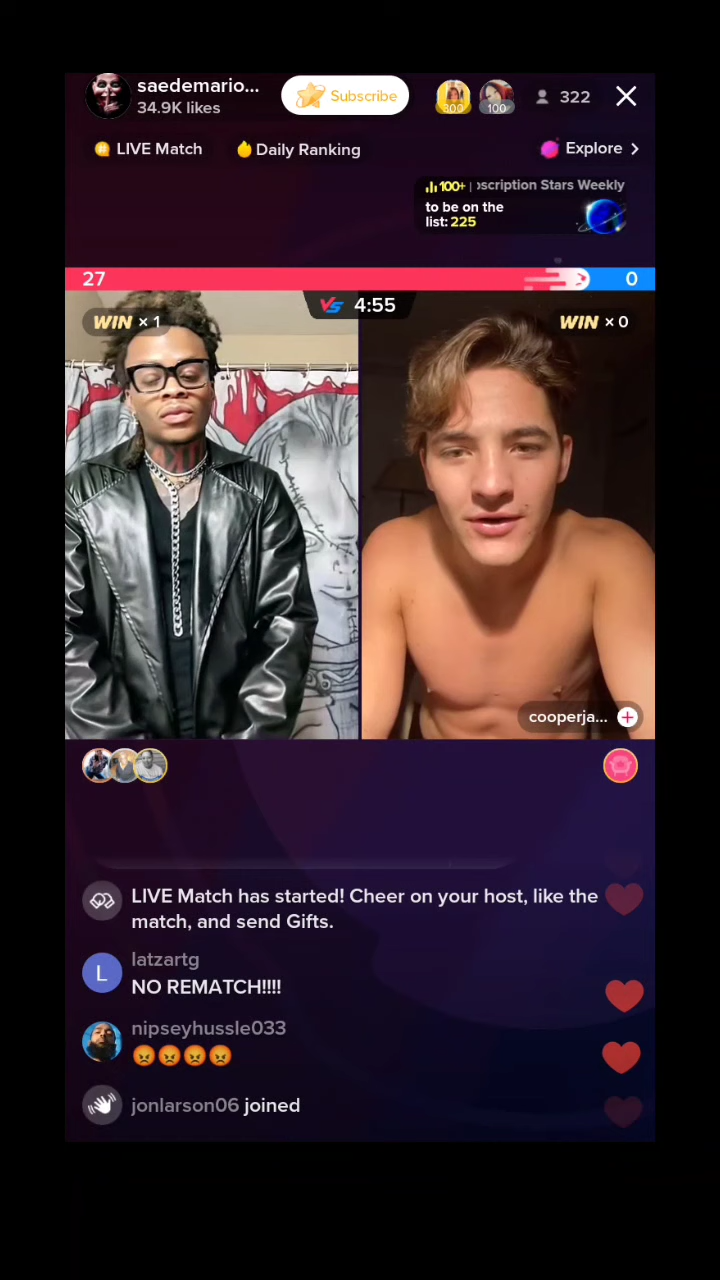 saedemario...
34.9K likes
Subscribe
300
100
322
LIVE Match
Daily Ranking
Explore
100+ | scription Stars Weekly
to be on the
list: 225
27
0
VS 4:55
WIN × 1
WIN × 0
cooperja...
LIVE Match has started! Cheer on your host, like the
match, and send Gifts.
L
latzartg
NO REMATCH!!!!
nipseyhussle033
😡😡😡😡
jonlarson06 joined